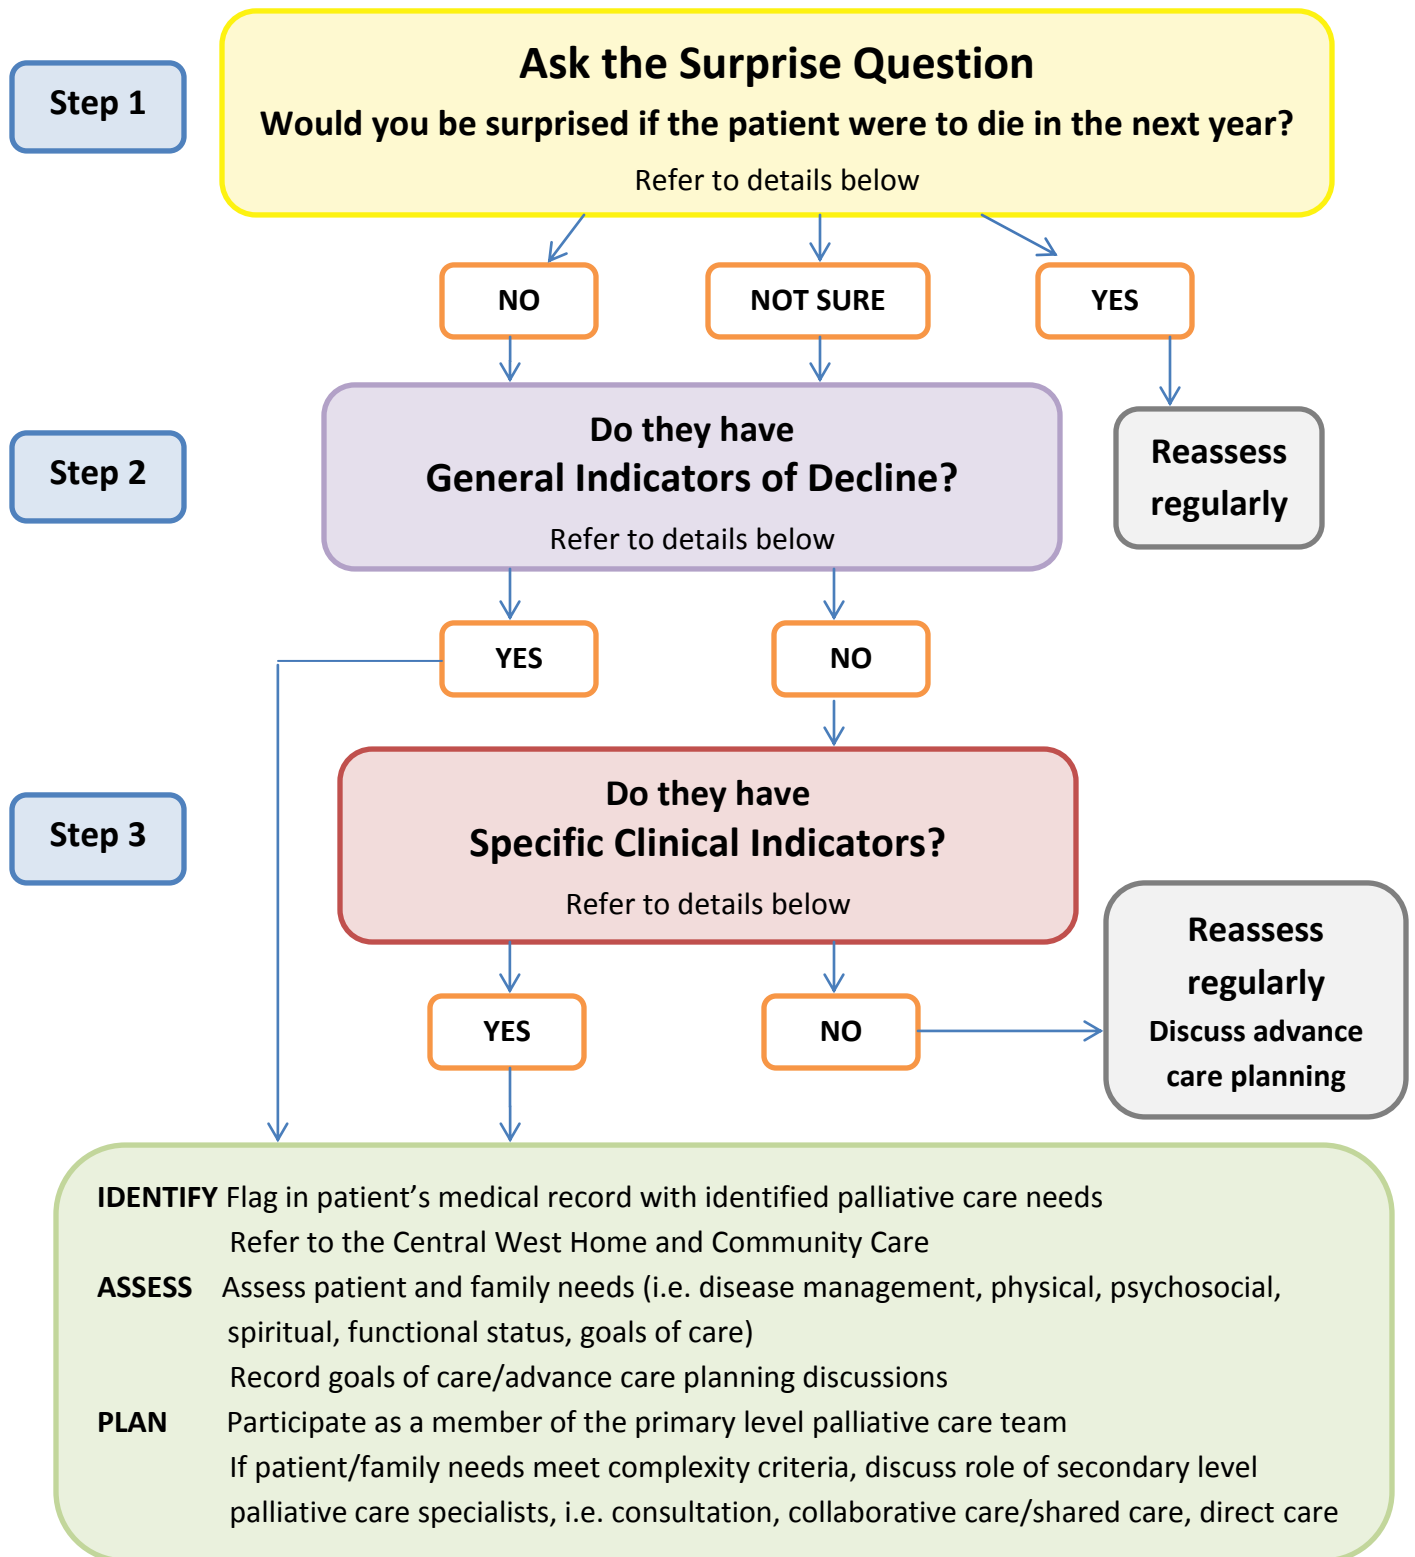 Step 1
Ask the Surprise Question
Would you be surprised if the patient were to die in the next year?
Refer to details below
NO
NOT SURE
YES
Step 2
Do they have
General Indicators of Decline?
Refer to details below
Reassess
regularly
YES
NO
Step 3
Do they have
Specific Clinical Indicators?
Refer to details below
YES
NO
Reassess
regularly
Discuss advance
care planning
IDENTIFY Flag in patient’s medical record with identified palliative care needs
Refer to the Central West Home and Community Care
ASSESS Assess patient and family needs (i.e. disease management, physical, psychosocial,
spiritual, functional status, goals of care)
Record goals of care/advance care planning discussions
PLAN Participate as a member of the primary level palliative care team
If patient/family needs meet complexity criteria, discuss role of secondary level
palliative care specialists, i.e. consultation, collaborative care/shared care, direct care